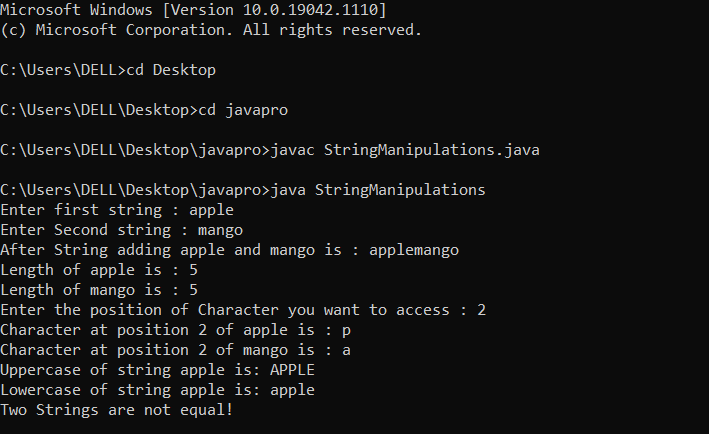 Microsoft Windows [Version 10.0.19042.1110]
(c) Microsoft Corporation. All rights reserved.
C:\Users\DELL>cd Desktop
C:\Users\DELL\Desktop>cd javapro
C:\Users\DELL\Desktop\javapro>javac StringManipulations.java
C:\Users\DELL\Desktop\javapro>java StringManipulations
Enter first string : apple
Enter Second string : mango
After String adding apple and mango is : applemango
Length of apple is : 5
Length of mango is : 5
Enter the position of Character you want to access : 2
Character at position 2 of apple is : p
Character at position 2 of mango is : a
Uppercase of string apple is: APPLE
Lowercase of string apple is: apple
Two Strings are not equal!